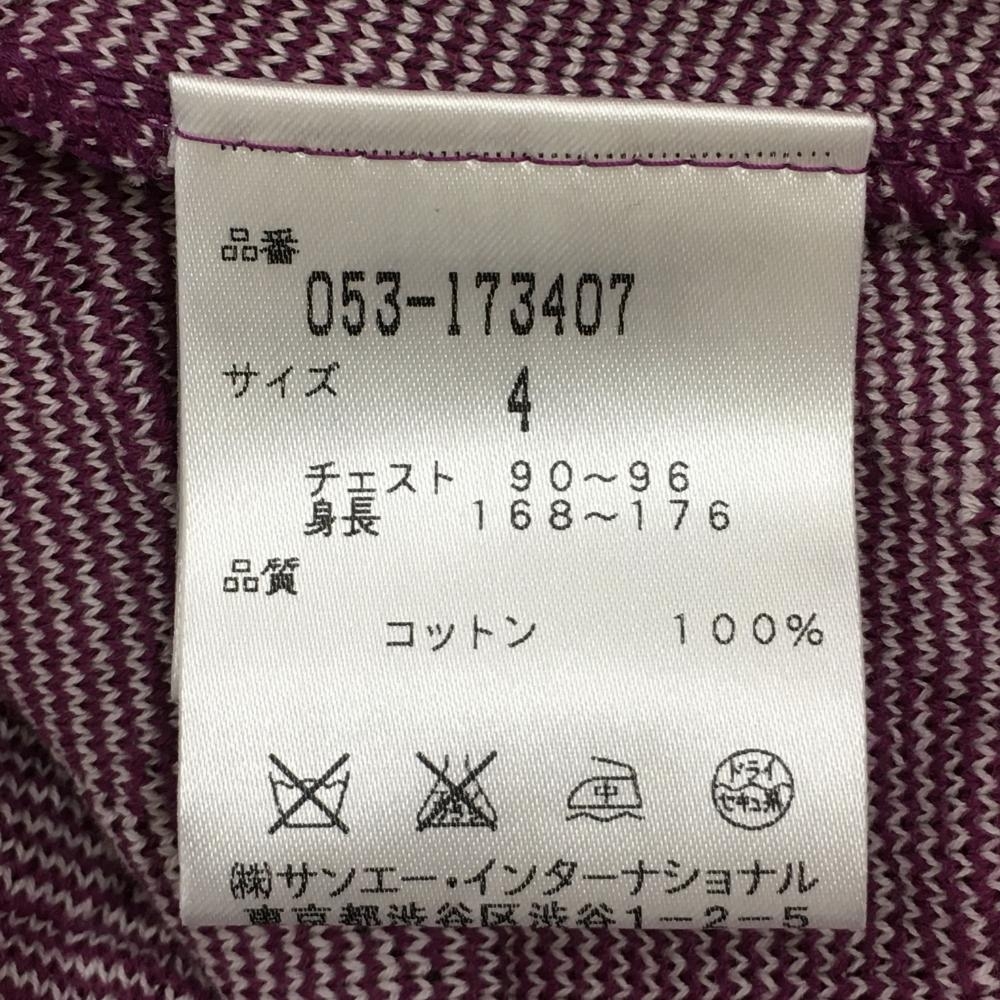 品番
053-173407
サイズ 4
チェスト 90～96
身長 168～176
品質
コットン 100%
中 ドライ セキユ系
㈱サンエー・インターナショナル
東京都渋谷区渋谷1-2-5